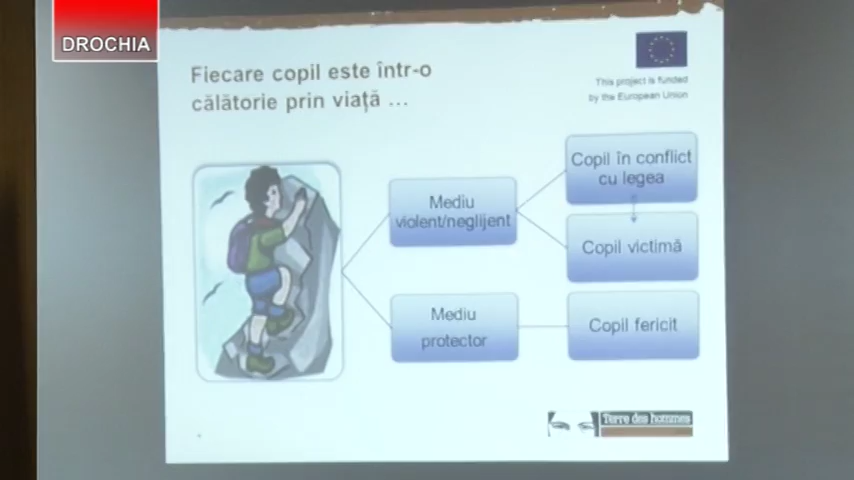 DROCHIA
Fiecare copil este într-o
călătorie prin viaţă ...
This project is funded
by the European Union
Mediu
violent/neglijent
Copil în conflict
cu legea
Copil victimă
Mediu
protector
Copil fericit
Terre des hommes